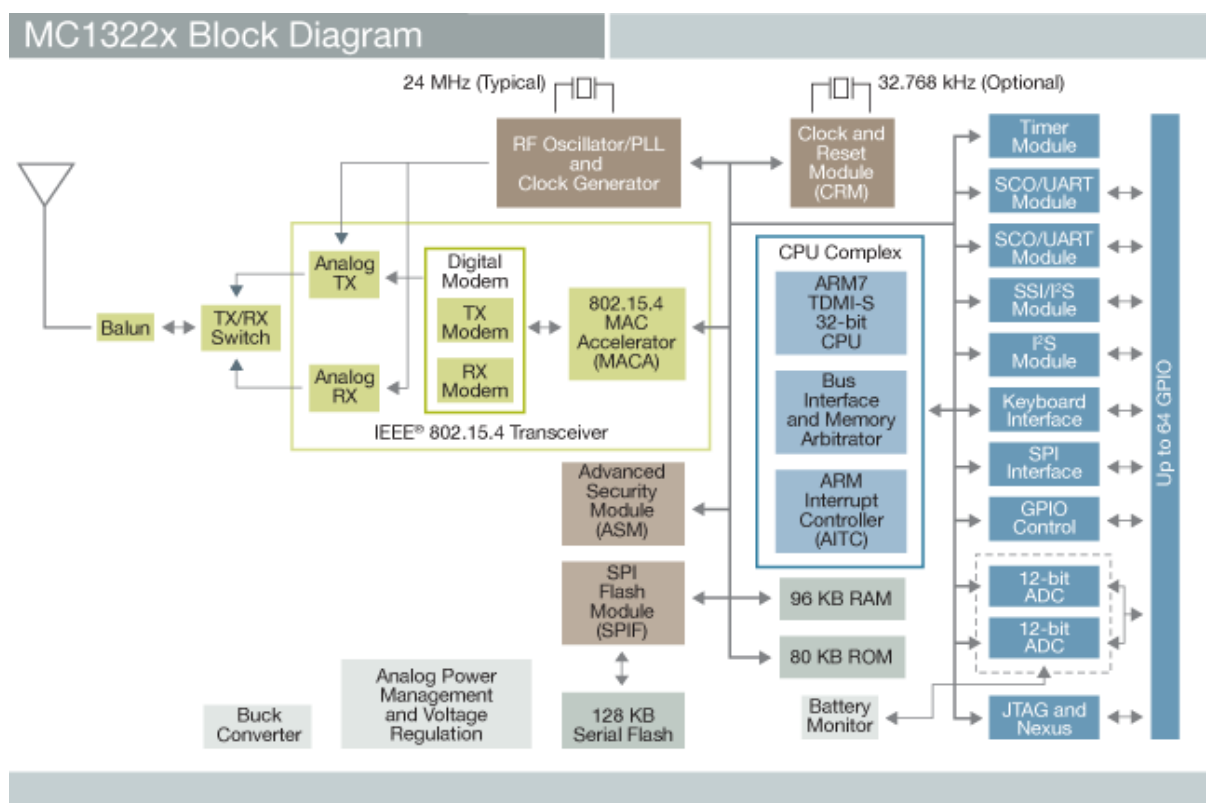 MC1322x Block Diagram
24 MHz (Typical)
32.768 kHz (Optional)
RF Oscillator/PLL
and
Clock Generator
Clock and
Reset
Module
(CRM)
Timer
Module
SCO/UART
Module
SCO/UART
Module
SSI/I²S
Module
I²S
Module
Keyboard
Interface
SPI
Interface
GPIO
Control
12-bit
ADC
12-bit
ADC
JTAG and
Nexus
Up to 64 GPIO
CPU Complex
ARM7
TDMI-S
32-bit
CPU
Bus
Interface
and Memory
Arbitrator
ARM
Interrupt
Controller
(AITC)
Balun
TX/RX
Switch
Analog
TX
Analog
RX
Digital
Modem
TX
Modem
RX
Modem
802.15.4
MAC
Accelerator
(MACA)
IEEE® 802.15.4 Transceiver
Advanced
Security
Module
(ASM)
SPI
Flash
Module
(SPIF)
96 KB RAM
80 KB ROM
Battery
Monitor
128 KB
Serial Flash
Analog Power
Management
and Voltage
Regulation
Buck
Converter